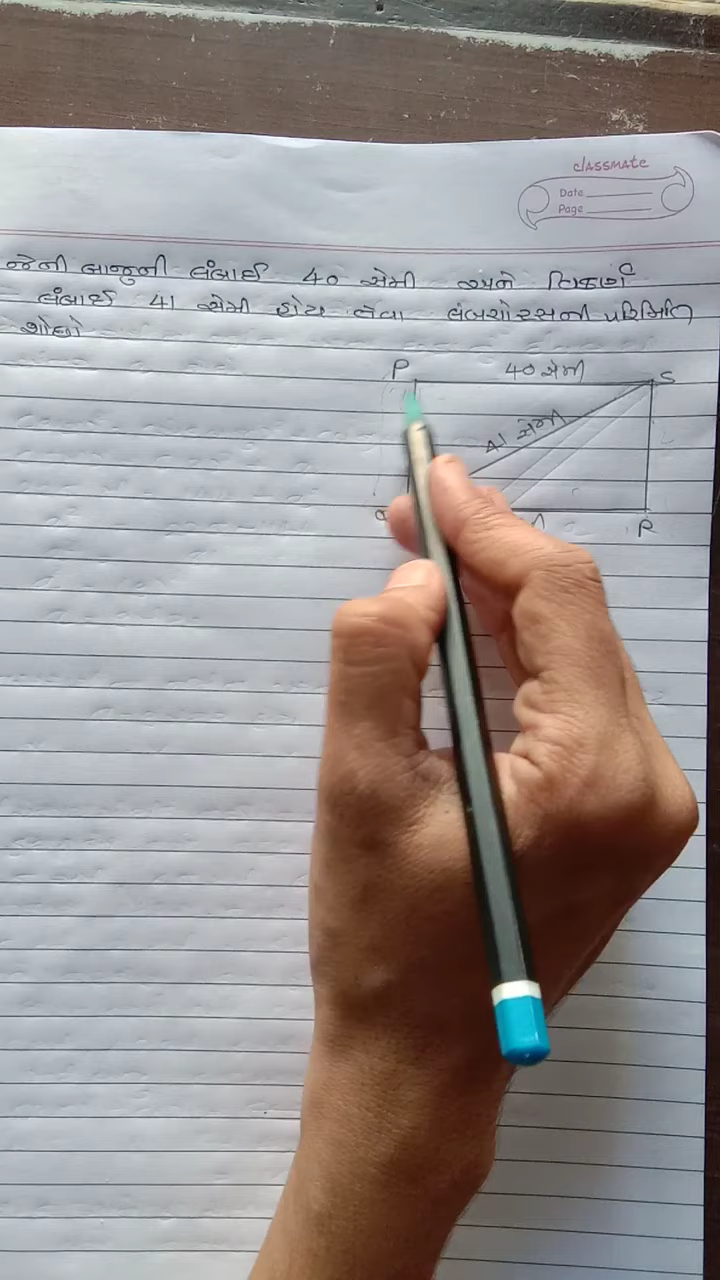 classmate
Date
Page
જેની બાજુની લંબાઈ 40 સેમી અને વિકર્ણ
લંબાઈ 41 સેમી હોય તેવા લંબચોરસની પરિમિતિ
શોધો
P 40 સેમી S
41 સેમી
Q R